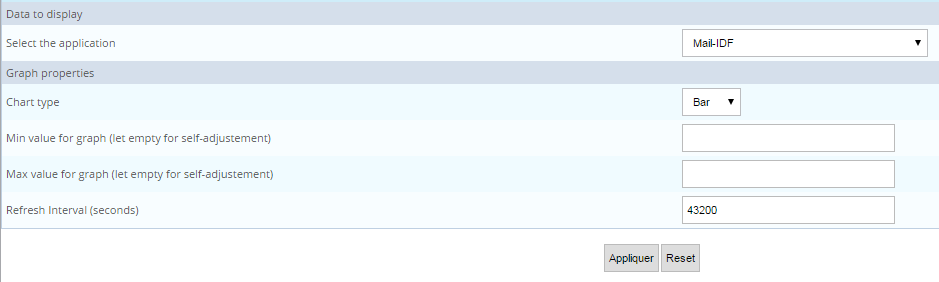 Data to display
Select the application
Mail-IDF
Graph properties
Chart type
Bar
Min value for graph (let empty for self-adjustement)
Max value for graph (let empty for self-adjustement)
Refresh Interval (seconds)
43200
Appliquer
Reset